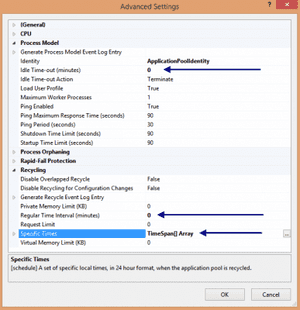 Advanced Settings
(General)
CPU
Process Model
Generate Process Model Event Log Entry
Identity ApplicationPoolIdentity
Idle Time-out (minutes) 0
Idle Time-out Action Terminate
Load User Profile True
Maximum Worker Processes 1
Ping Enabled True
Ping Maximum Response Time (seconds) 90
Ping Period (seconds) 30
Shutdown Time Limit (seconds) 90
Startup Time Limit (seconds) 90
Process Orphaning
Rapid-Fail Protection
Recycling
Disable Overlapped Recycle False
Disable Recycling for Configuration Changes False
Generate Recycle Event Log Entry
Private Memory Limit (KB) 0
Regular Time Interval (minutes) 0
Request Limit 0
Specific Times TimeSpan[] Array ...
Virtual Memory Limit (KB) 0
Specific Times
[schedule] A set of specific local times, in 24 hour format, when the application pool is recycled.
OK Cancel